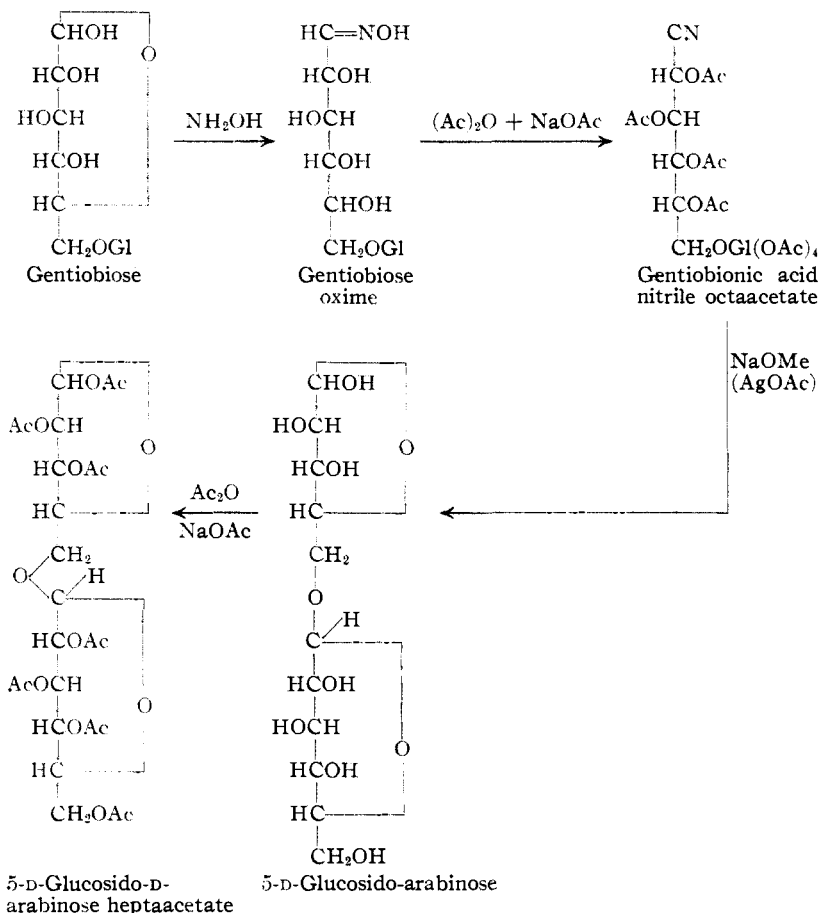 CHOH
O
HCOH
HOCH
HCOH
HC
CH₂OGl
Gentiobiose
NH₂OH
HC=NOH
HCOH
HOCH
HCOH
CHOH
CH₂OGl
Gentiobiose
oxime
(Ac)₂O + NaOAc
CN
HCOAc
AcOCH
HCOAc
HCOAc
CH₂OGl(OAc)₄
Gentiobionic acid
nitrile octaacetate
NaOMe
(AgOAc)
CHOH
HOCH
O
HCOH
HC
CH₂
O
H
C
HCOH
HOCH
O
HCOH
HC
CH₂OH
5-D-Glucosido-arabinose
Ac₂O
NaOAc
CHOAc
AcOCH
O
HCOAc
HC
CH₂
O
H
C
HCOAc
AcOCH
O
HCOAc
HC
CH₂OAc
5-D-Glucosido-D-
arabinose heptaacetate